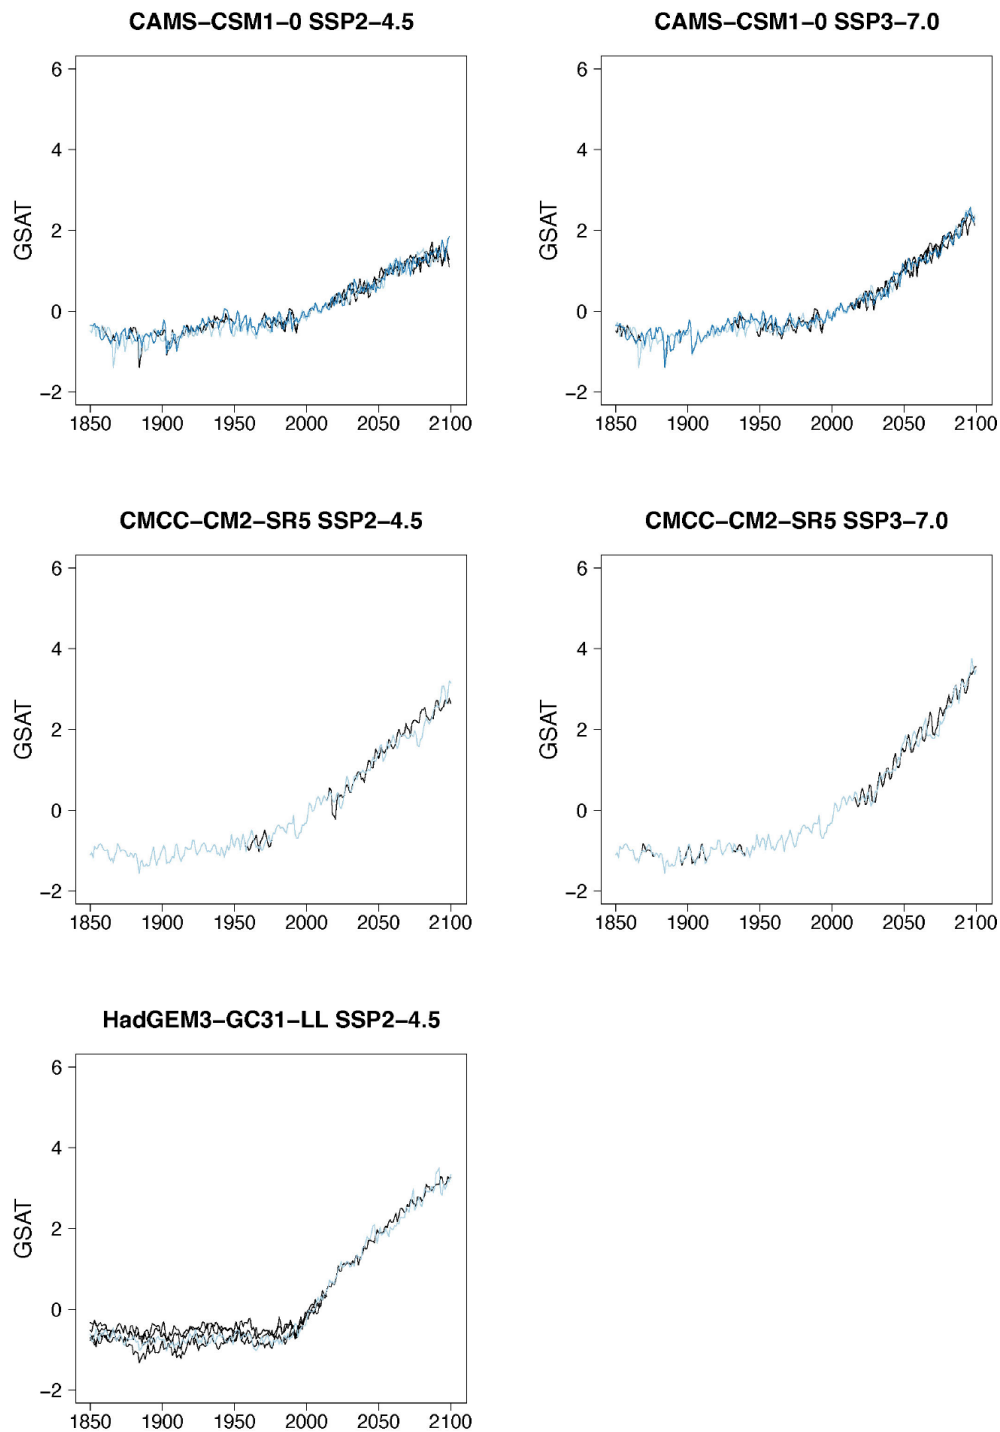 CAMS−CSM1−0 SSP2−4.5
GSAT
6
4
2
0
−2
1850 1900 1950 2000 2050 2100
CAMS−CSM1−0 SSP3−7.0
GSAT
6
4
2
0
−2
1850 1900 1950 2000 2050 2100
CMCC−CM2−SR5 SSP2−4.5
GSAT
6
4
2
0
−2
1850 1900 1950 2000 2050 2100
CMCC−CM2−SR5 SSP3−7.0
GSAT
6
4
2
0
−2
1850 1900 1950 2000 2050 2100
HadGEM3−GC31−LL SSP2−4.5
GSAT
6
4
2
0
−2
1850 1900 1950 2000 2050 2100